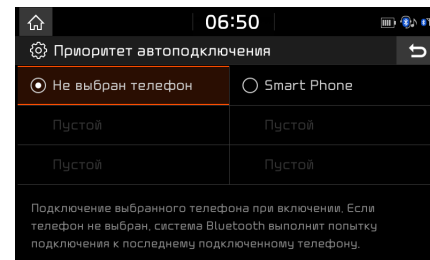 06:50
Приоритет автоподключения
Не выбран телефон
Smart Phone
Пустой
Пустой
Пустой
Пустой
Подключение выбранного телефона при включении. Если
телефон не выбран, система Bluetooth выполнит попытку
подключения к последнему подключенному телефону.